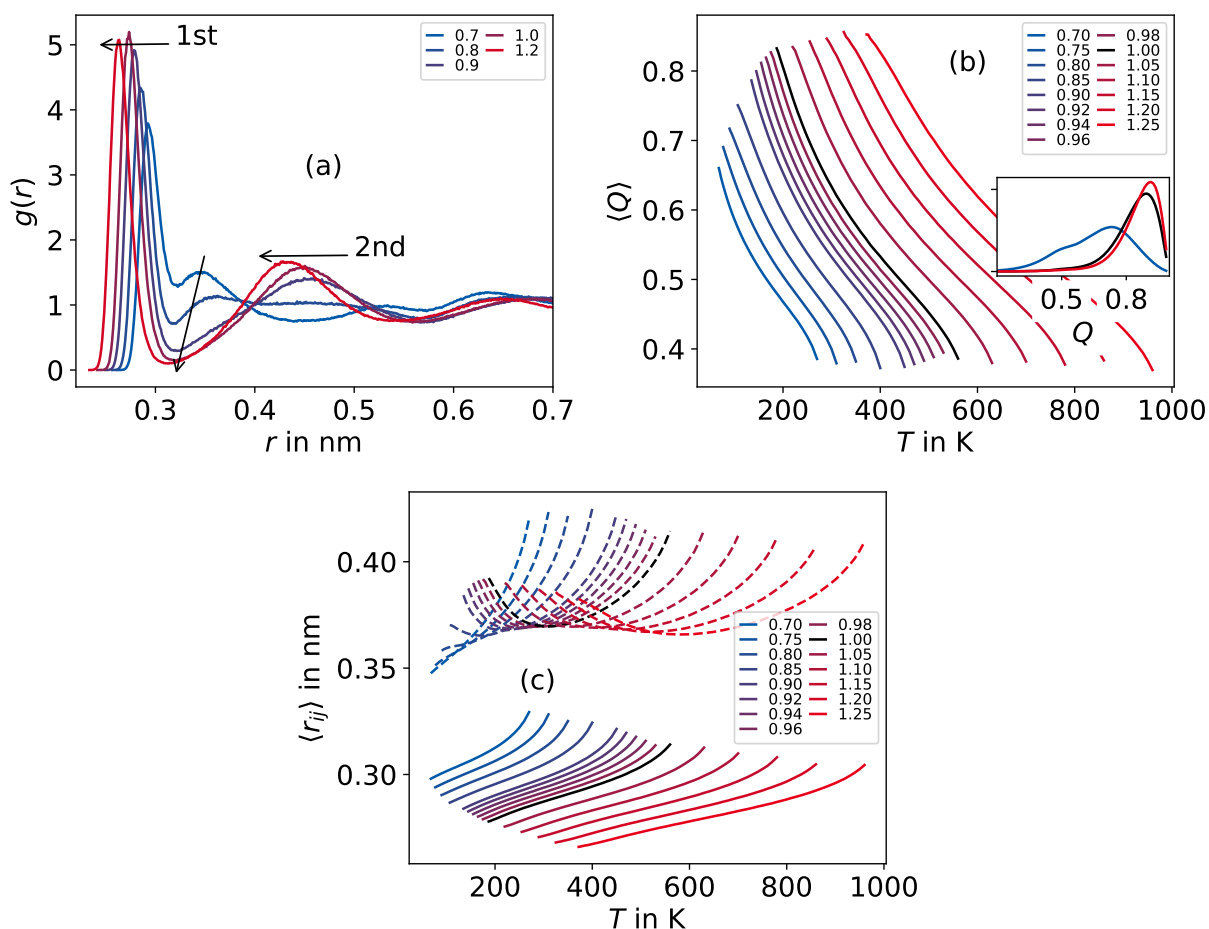 1st
0.7 1.0
0.8 1.2
0.9
2nd
(a)
g(r)
5
4
3
2
1
0
0.3 0.4 0.5 0.6 0.7
r in nm
(b)
0.70 0.98
0.75 1.00
0.80 1.05
0.85 1.10
0.90 1.15
0.92 1.20
0.94 1.25
0.96
⟨Q⟩
0.8
0.7
0.6
0.5
0.4
0.5 0.8
Q
200 400 600 800 1000
T in K
(c)
0.70 0.98
0.75 1.00
0.80 1.05
0.85 1.10
0.90 1.15
0.92 1.20
0.94 1.25
0.96
⟨r_{ij}⟩ in nm
0.40
0.35
0.30
200 400 600 800 1000
T in K